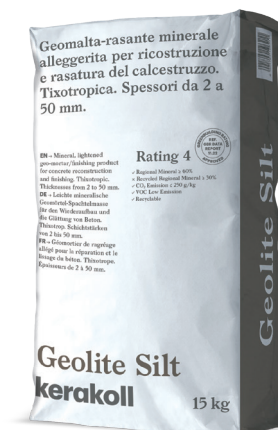 Geomalta-rasante minerale
alleggerita per ricostruzione
e rasatura del calcestruzzo.
Tixotropica. Spessori da 2 a
50 mm.
EN→ Mineral, lightened
geo-mortar/finishing product
for concrete reconstruction
and finishing. Thixotropic.
Thickness from 2 to 50 mm.
DE→ Leichte mineralische
Geomörtel-Spachtelmasse
für den Wiederaufbau und
die Glättung von Beton.
Thixotrop. Schichtstärken
von 2 bis 50 mm.
FR→ Géomortier de ragréage
allégé pour la réparation et le
lissage du béton. Thixotrope.
Épaisseurs de 2 à 50 mm.
Rating 4
✓ Regional Mineral ≥ 60%
✓ Recycled Regional Mineral ≥ 30%
✓ CO₂ Emission ≤ 250 g/kg
✓ VOC Low Emission
✓ Recyclable
Geolite Silt
kerakoll
15 kg
Geolite Silt